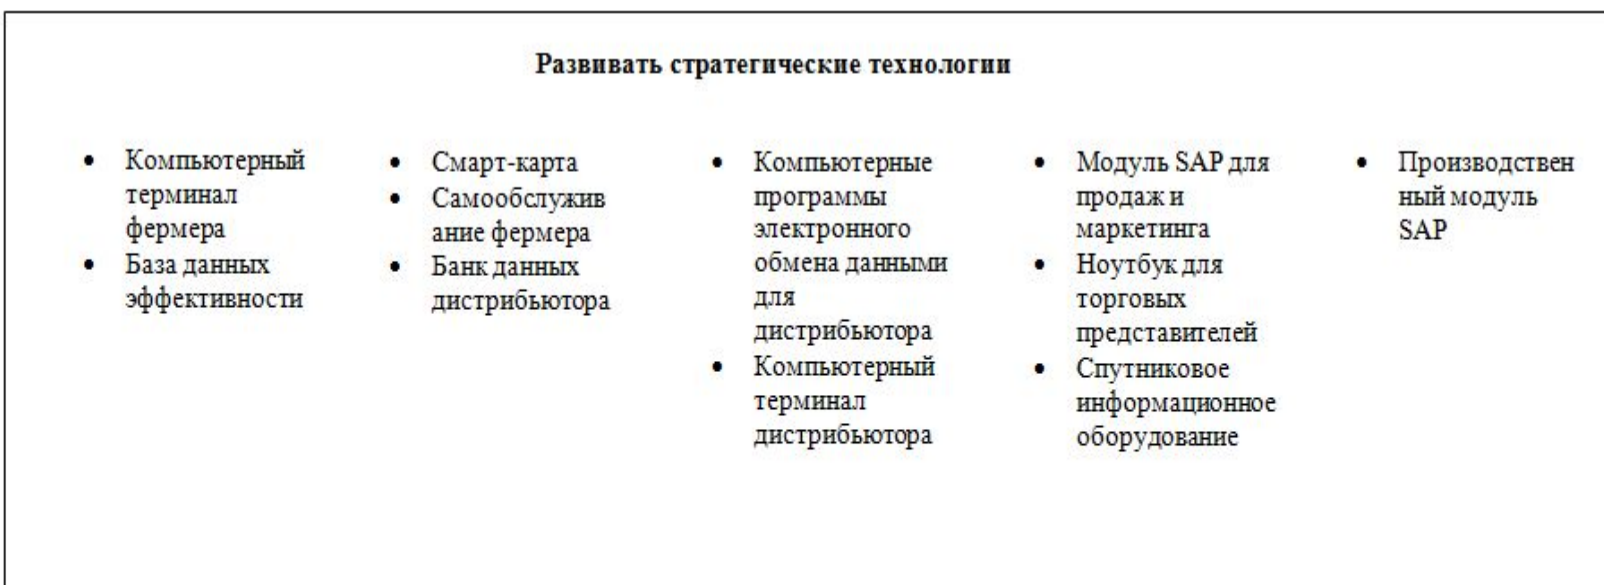 Развивать стратегические технологии
• Компьютерный
терминал
фермера
• База данных
эффективности
• Смарт-карта
• Самообслужив
ание фермера
• Банк данных
дистрибьютора
• Компьютерные
программы
электронного
обмена данными
для
дистрибьютора
• Компьютерный
терминал
дистрибьютора
• Модуль SAP для
продаж и
маркетинга
• Ноутбук для
торговых
представителей
• Спутниковое
информационное
оборудование
• Производствен
ный модуль
SAP